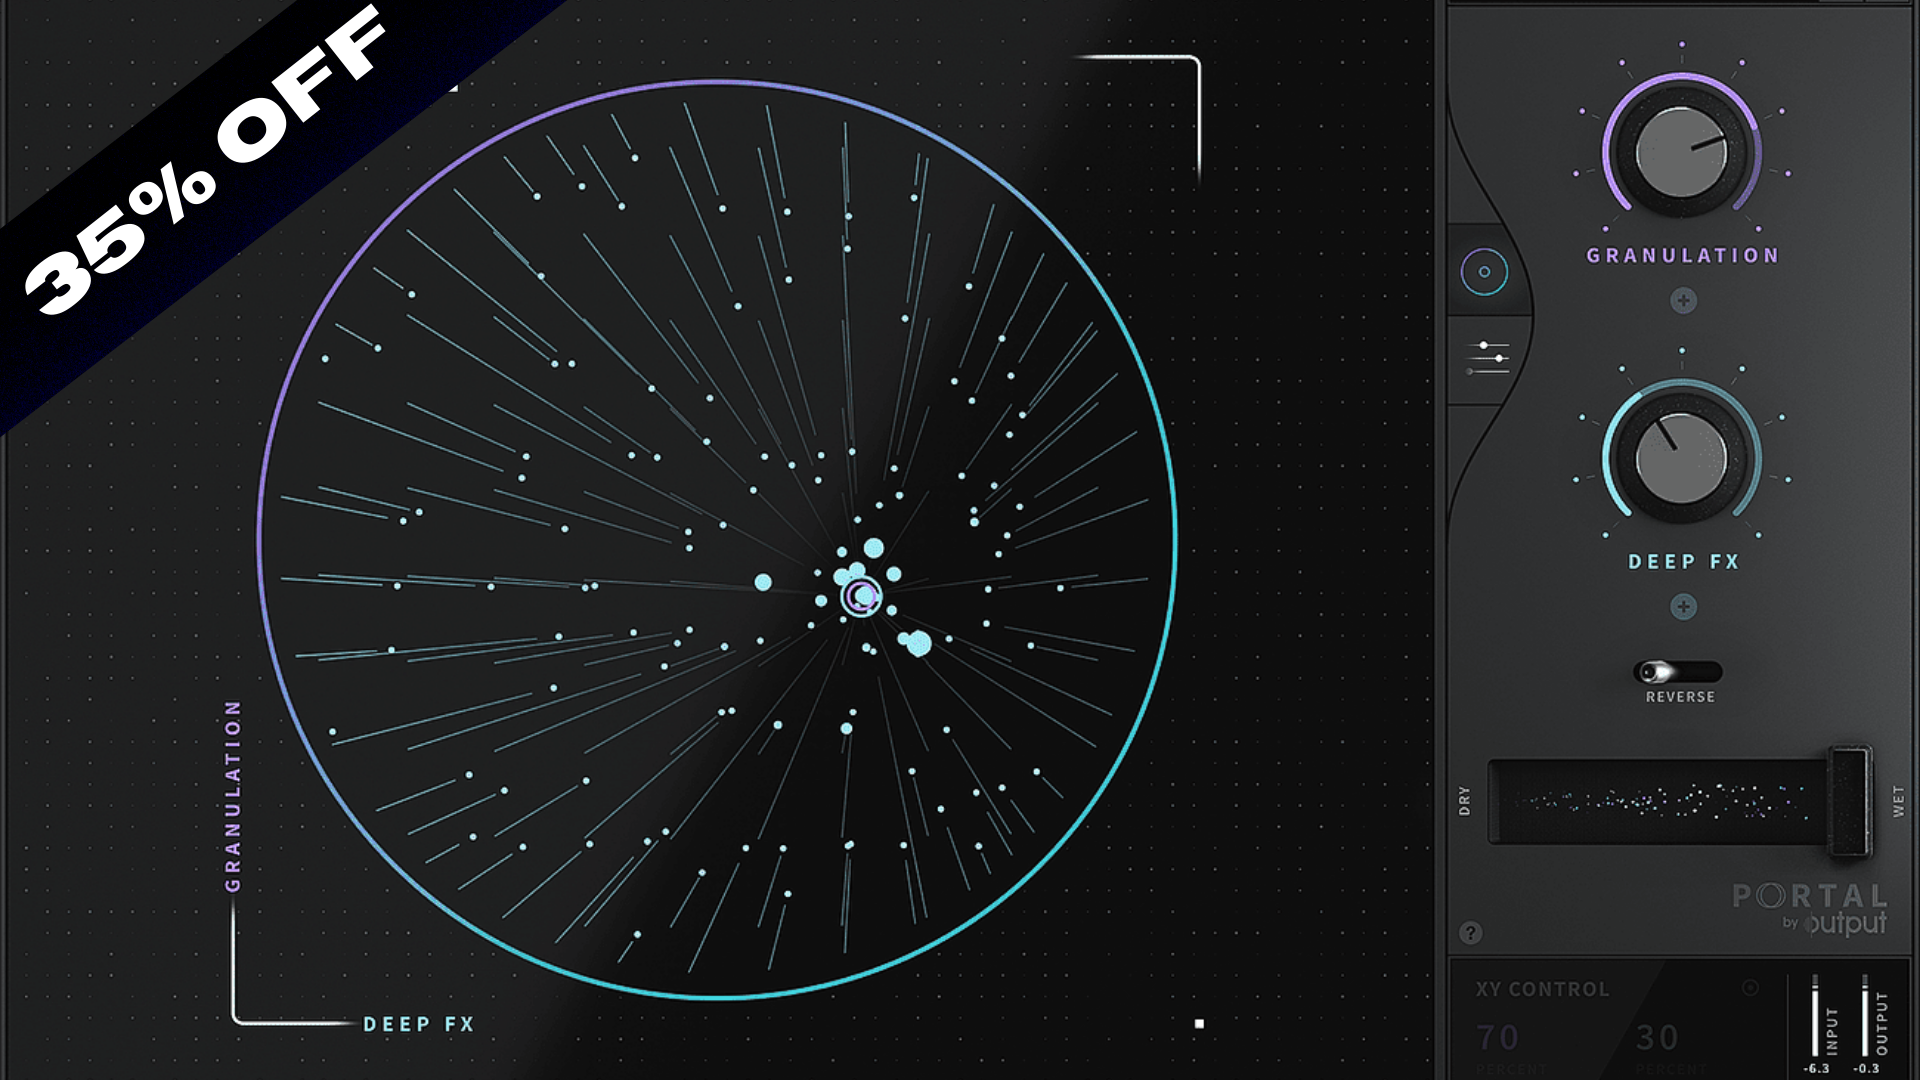 35% OFF
GRANULATION
DEEP FX
GRANULATION
DEEP FX
REVERSE
DRY
WET
PORTAL
by output
?
XY CONTROL
70
30
PERCENT
PERCENT
INPUT
OUTPUT
-6.3
-0.3